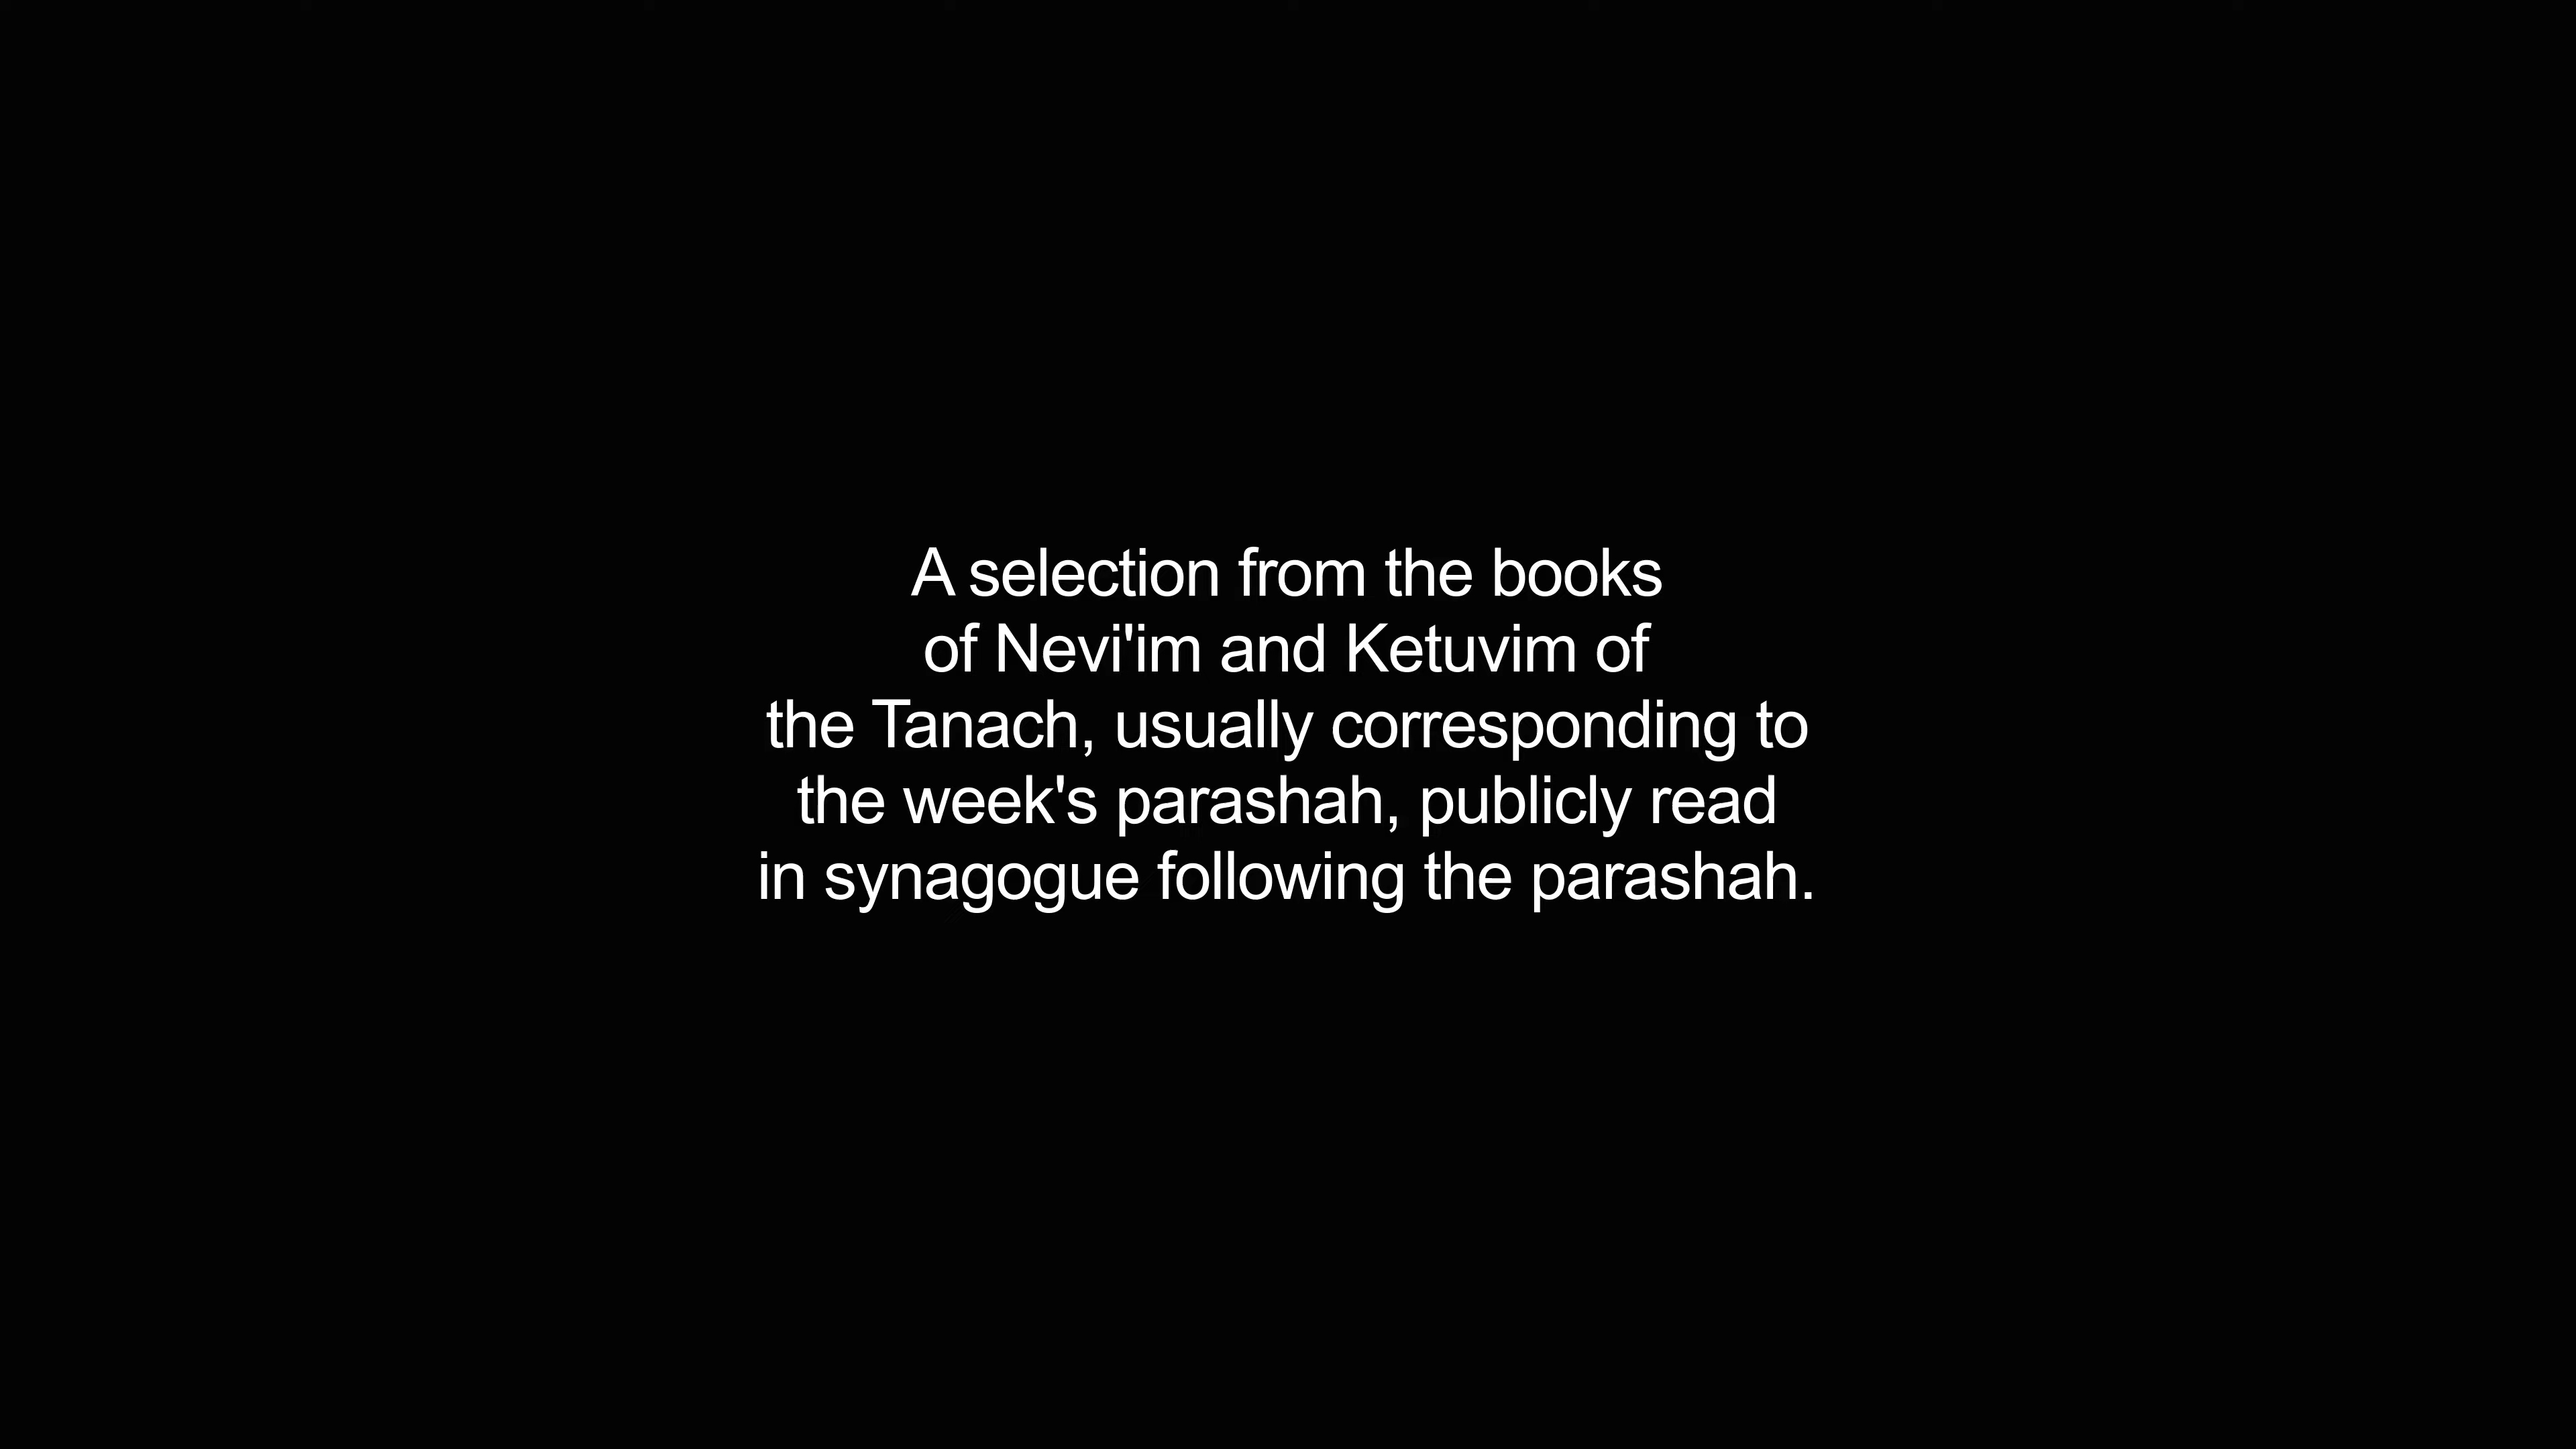 A selection from the books
of Nevi'im and Ketuvim of
the Tanach, usually corresponding to
the week's parashah, publicly read
in synagogue following the parashah.